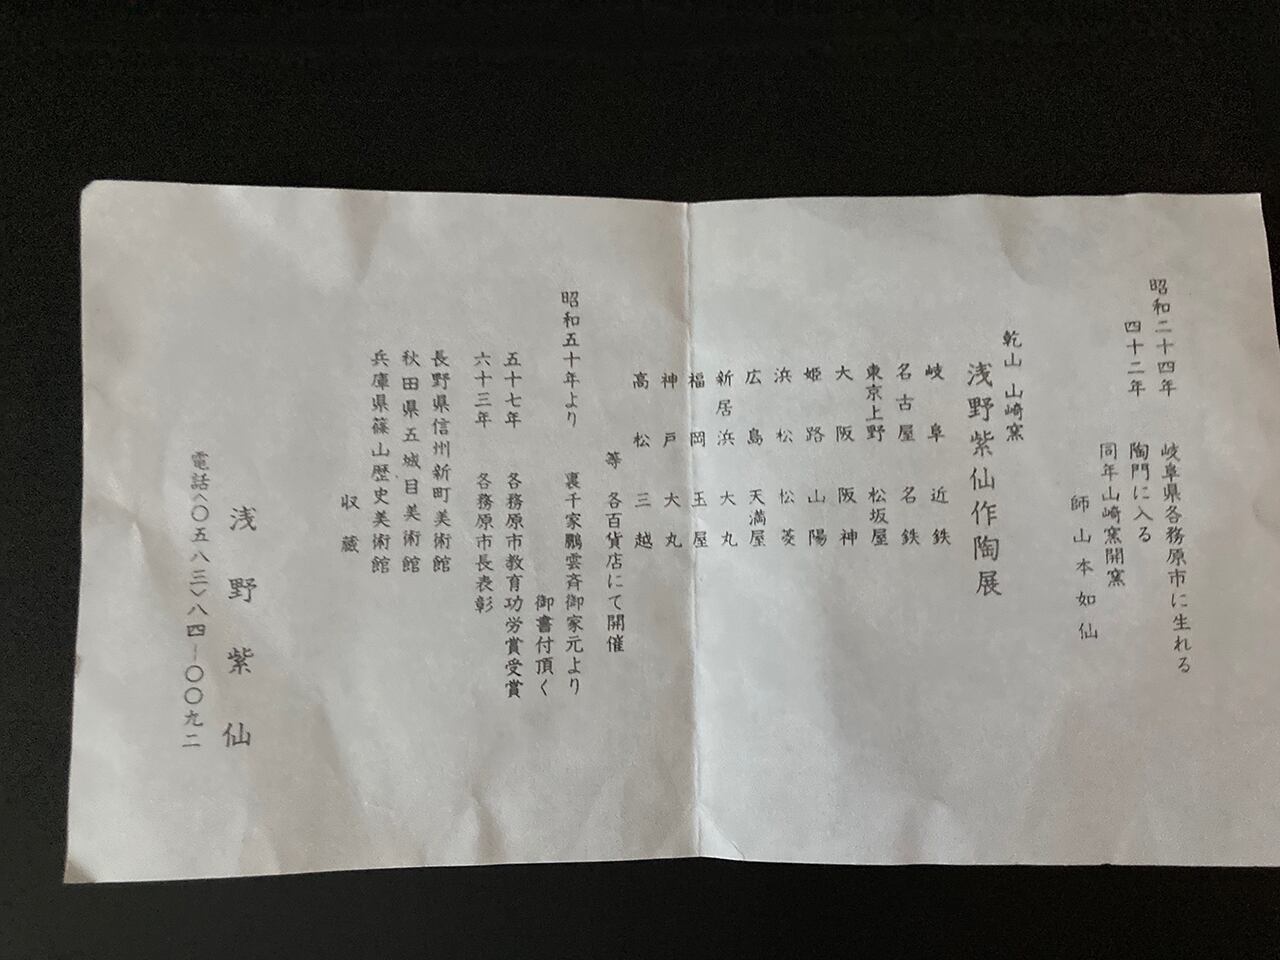 昭和二十四年 岐阜県各務原市に生れる
四十二年 陶門に入る
同年山崎窯開窯
師 山本如仙
乾山 山崎窯
浅野紫仙作陶展
岐阜 近鉄
名古屋 名鉄
東京上野 松坂屋
大阪 阪神
姫路 山陽
浜松 松菱
広島 天満屋
新居浜 大丸
福岡 玉屋
神戸 大丸
高松 三越
等 各百貨店にて開催
昭和五十年より 裏千家鵬雲斉御家元より
御書付頂く
五十七年 各務原市教育功労賞受賞
六十三年 各務原市長表彰
長野県信州新町美術館
秋田県五城目美術館
兵庫県篠山歴史美術館
収蔵
浅野紫仙
電話〈〇五八三〉八四―〇〇九二